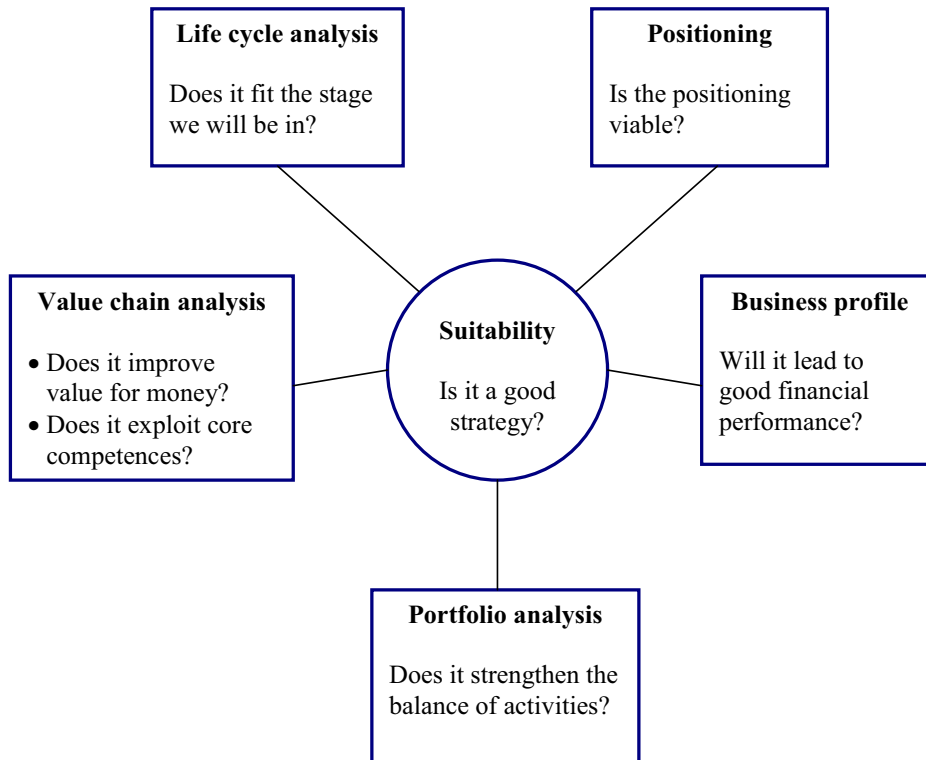 Life cycle analysis
Does it fit the stage
we will be in?
Positioning
Is the positioning
viable?
Value chain analysis
• Does it improve
value for money?
• Does it exploit core
competences?
Suitability
Is it a good
strategy?
Business profile
Will it lead to
good financial
performance?
Portfolio analysis
Does it strengthen the
balance of activities?